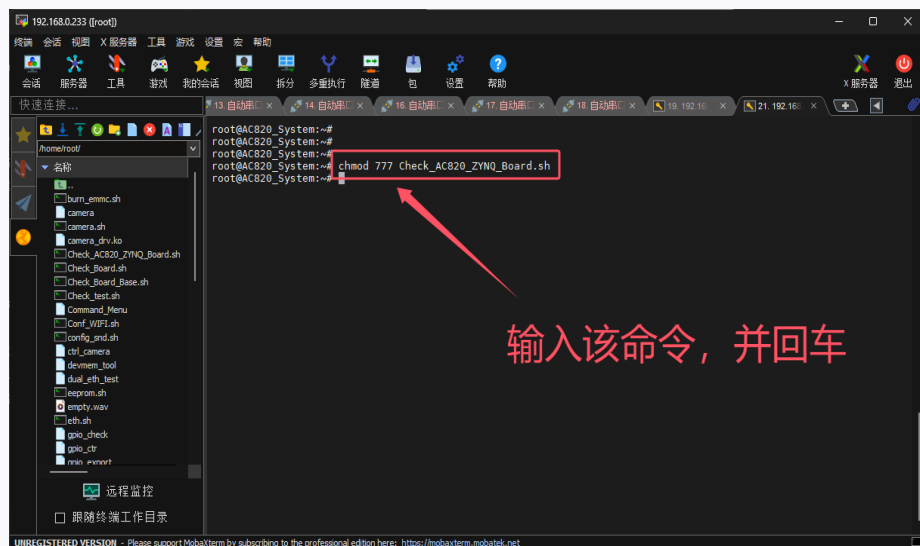 192.168.0.233 ([root])
终端 会话 视图 X 服务器 工具 游戏 设置 宏 帮助
会话 服务器 工具 游戏 我的会话 视图 拆分 多重执行 隧道 包 设置 帮助 X 服务器 退出
快速连接...
13. 自动串口 14. 自动串口 16. 自动串口 17. 自动串口 18. 自动串口 19. 192.16 21. 192.168
/home/root/
名称
..
burn_emmc.sh
camera
camera.sh
camera_drv.ko
Check_AC820_ZYNQ_Board.sh
Check_Board.sh
Check_Board_Base.sh
Check_test.sh
Command_Menu
Conf_WIFI.sh
config_snd.sh
ctrl_camera
devmem_tool
dual_eth_test
eeprom.sh
empty.wav
eth.sh
gpio_check
gpio_ctr
gpio_export
远程监控
跟随终端工作目录
root@AC820_System:~#
root@AC820_System:~#
root@AC820_System:~#
root@AC820_System:~# chmod 777 Check_AC820_ZYNQ_Board.sh
root@AC820_System:~#
输入该命令，并回车
UNREGISTERED VERSION - Please support MobaXterm by subscribing to the professional edition here: https://mobaxterm.mobatek.net